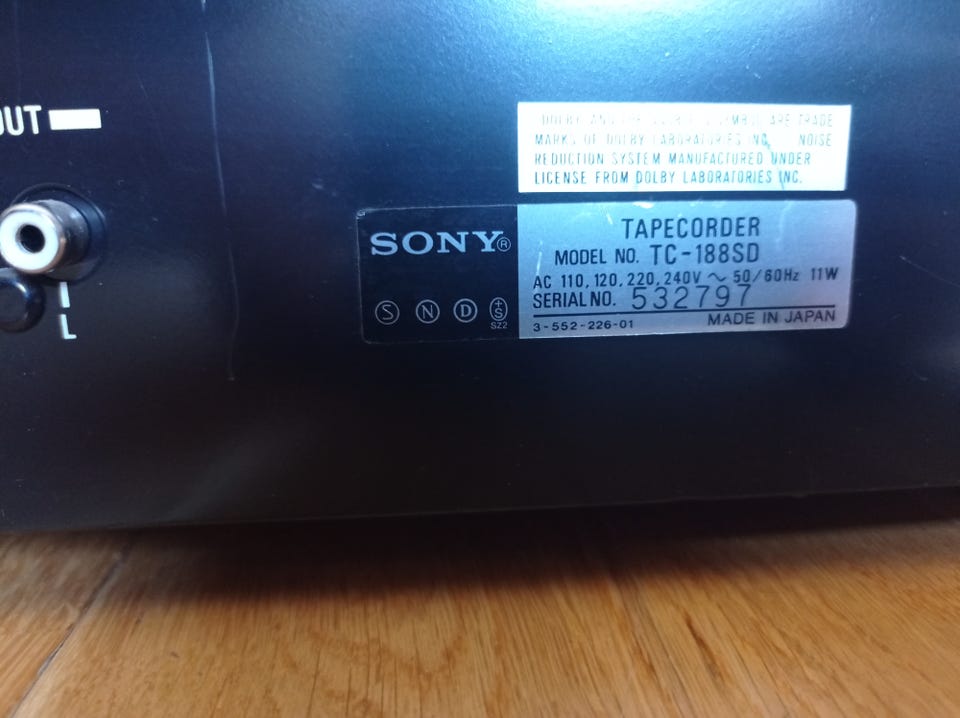 OUT
L
DOLBY AND THE DOUBLE D SYMBOL ARE TRADE
MARKS OF DOLBY LABORATORIES INC. NOISE
REDUCTION SYSTEM MANUFACTURED UNDER
LICENSE FROM DOLBY LABORATORIES INC.
SONY®
S N D +S
SZ2
TAPECORDER
MODEL NO. TC-188SD
AC 110, 120, 220, 240V ~ 50/60Hz 11W
SERIAL NO. 532797
3-552-226-01 MADE IN JAPAN